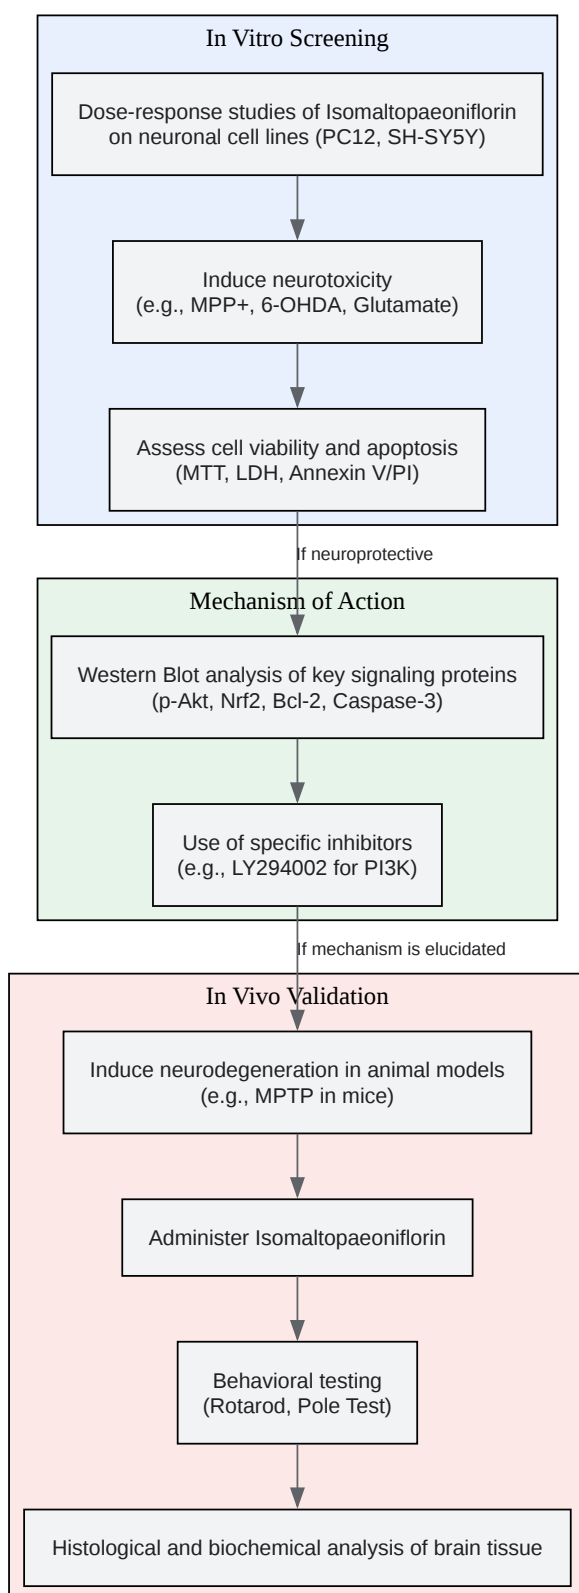 In Vitro Screening
Dose-response studies of Isomaltopaeoniflorin
on neuronal cell lines (PC12, SH-SY5Y)
Induce neurotoxicity
(e.g., MPP+, 6-OHDA, Glutamate)
Assess cell viability and apoptosis
(MTT, LDH, Annexin V/PI)
If neuroprotective
Mechanism of Action
Western Blot analysis of key signaling proteins
(p-Akt, Nrf2, Bcl-2, Caspase-3)
Use of specific inhibitors
(e.g., LY294002 for PI3K)
If mechanism is elucidated
In Vivo Validation
Induce neurodegeneration in animal models
(e.g., MPTP in mice)
Administer Isomaltopaeoniflorin
Behavioral testing
(Rotarod, Pole Test)
Histological and biochemical analysis of brain tissue